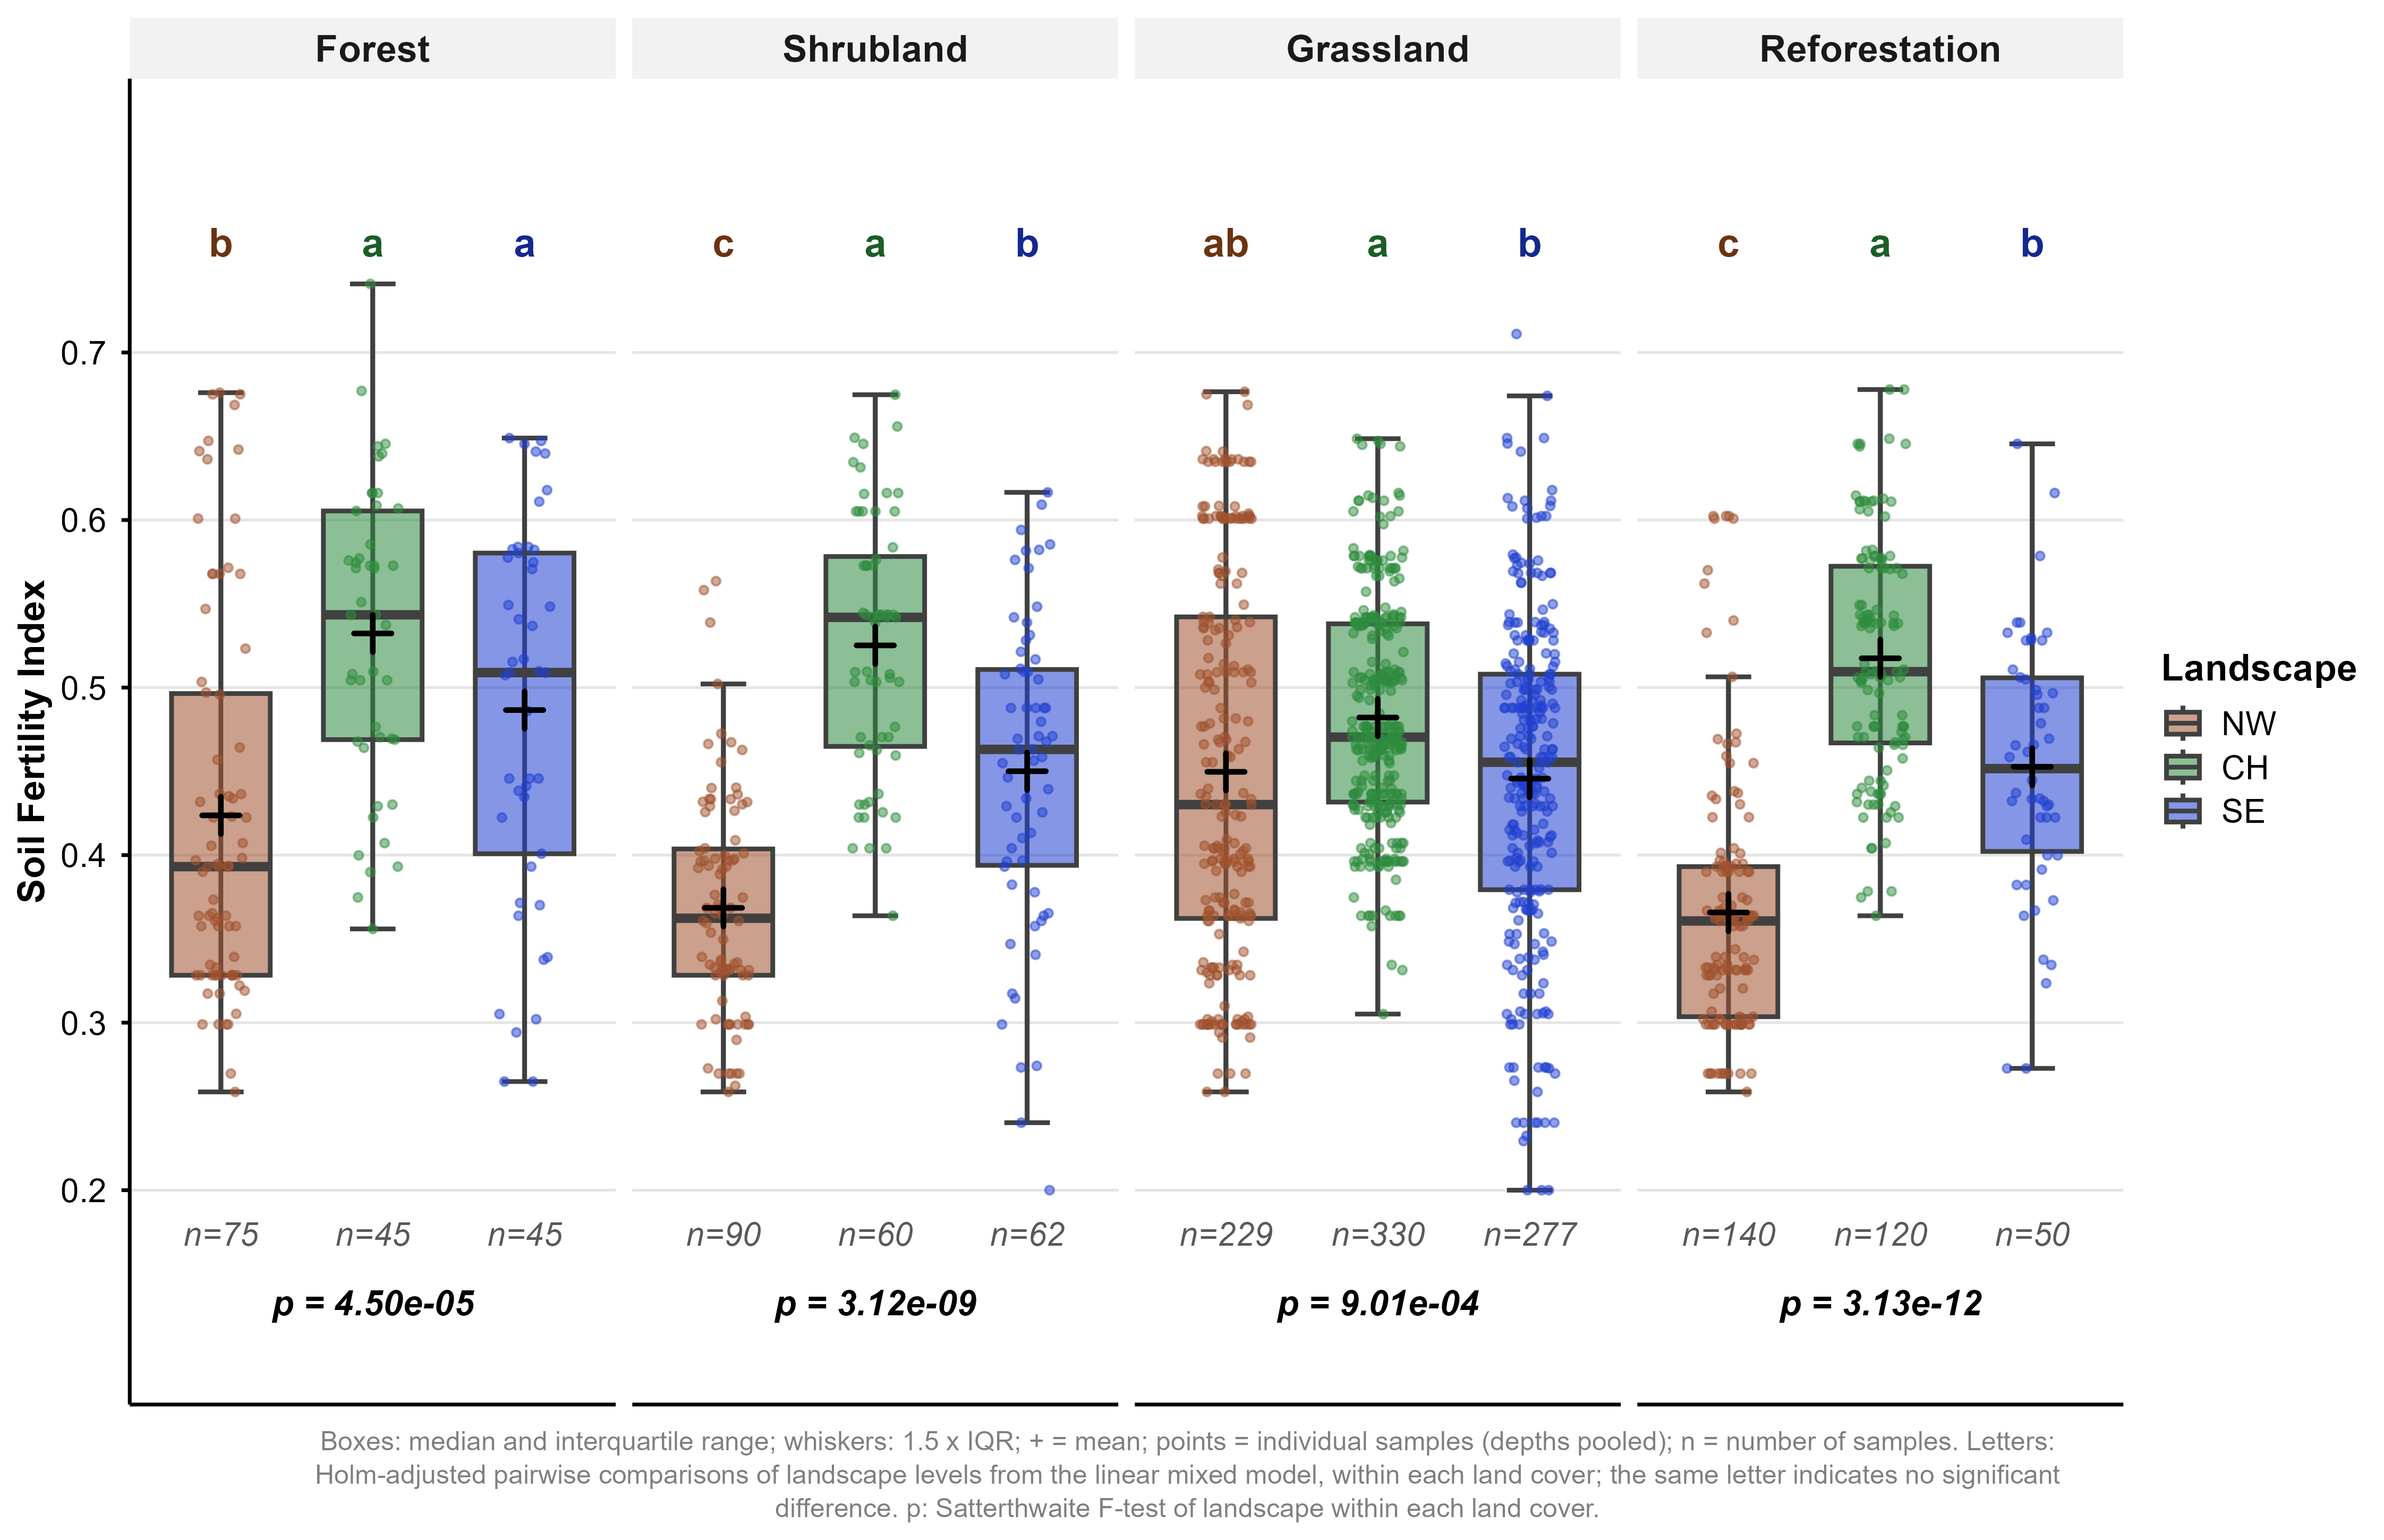 Forest Shrubland Grassland Reforestation
b a a c a b ab a b c a b
Soil Fertility Index
0.7
0.6
0.5
0.4
0.3
0.2
n=75 n=45 n=45 n=90 n=60 n=62 n=229 n=330 n=277 n=140 n=120 n=50
p = 4.50e-05 p = 3.12e-09 p = 9.01e-04 p = 3.13e-12
Landscape
NW
CH
SE
Boxes: median and interquartile range; whiskers: 1.5 x IQR; + = mean; points = individual samples (depths pooled); n = number of samples. Letters:
Holm-adjusted pairwise comparisons of landscape levels from the linear mixed model, within each land cover; the same letter indicates no significant
difference. p: Satterthwaite F-test of landscape within each land cover.